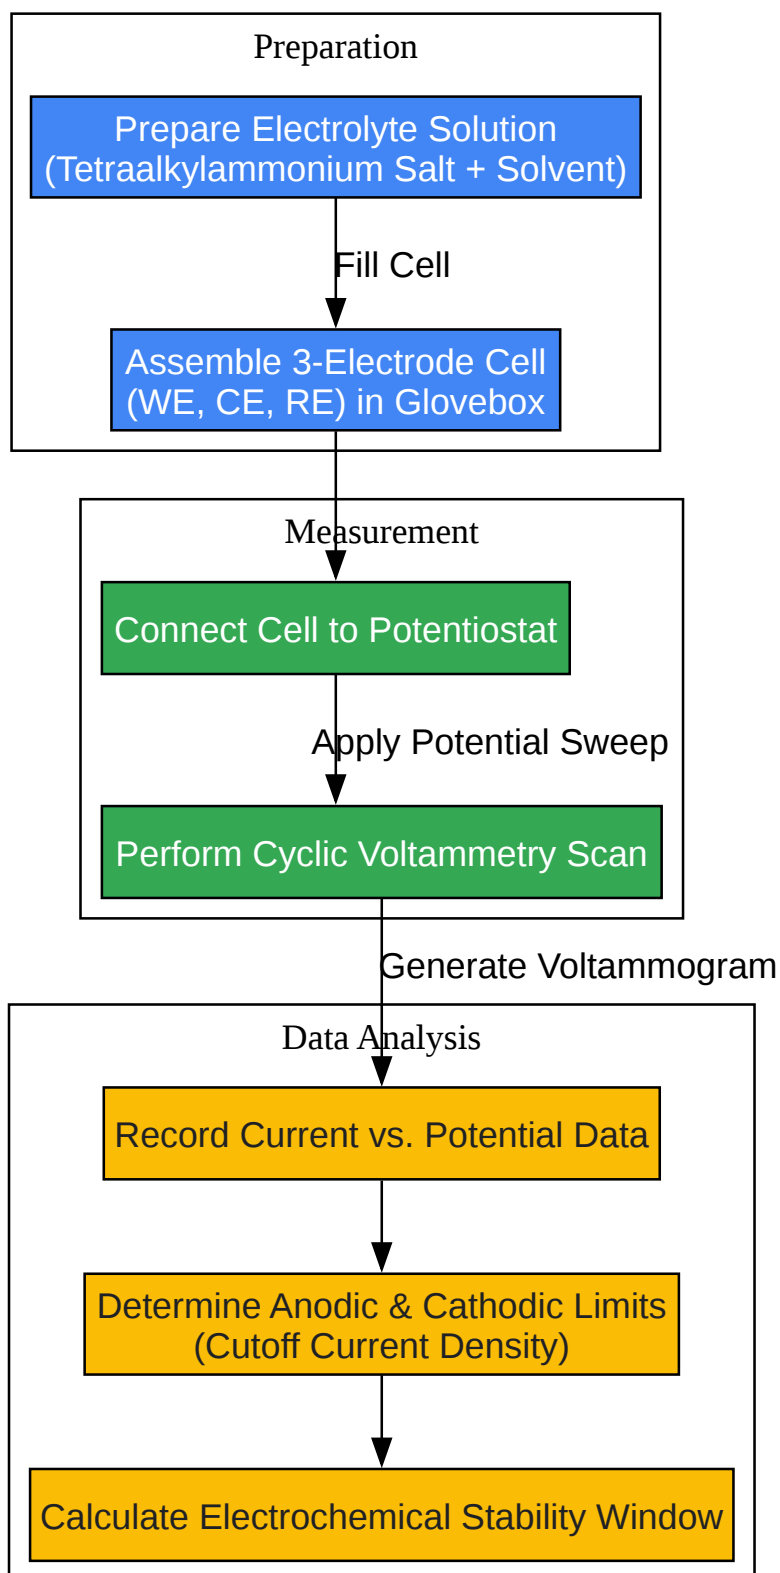 Preparation
Prepare Electrolyte Solution
(Tetraalkylammonium Salt + Solvent)
Fill Cell
Assemble 3-Electrode Cell
(WE, CE, RE) in Glovebox
Measurement
Connect Cell to Potentiostat
Apply Potential Sweep
Perform Cyclic Voltammetry Scan
Generate Voltammogram
Data Analysis
Record Current vs. Potential Data
Determine Anodic & Cathodic Limits
(Cutoff Current Density)
Calculate Electrochemical Stability Window